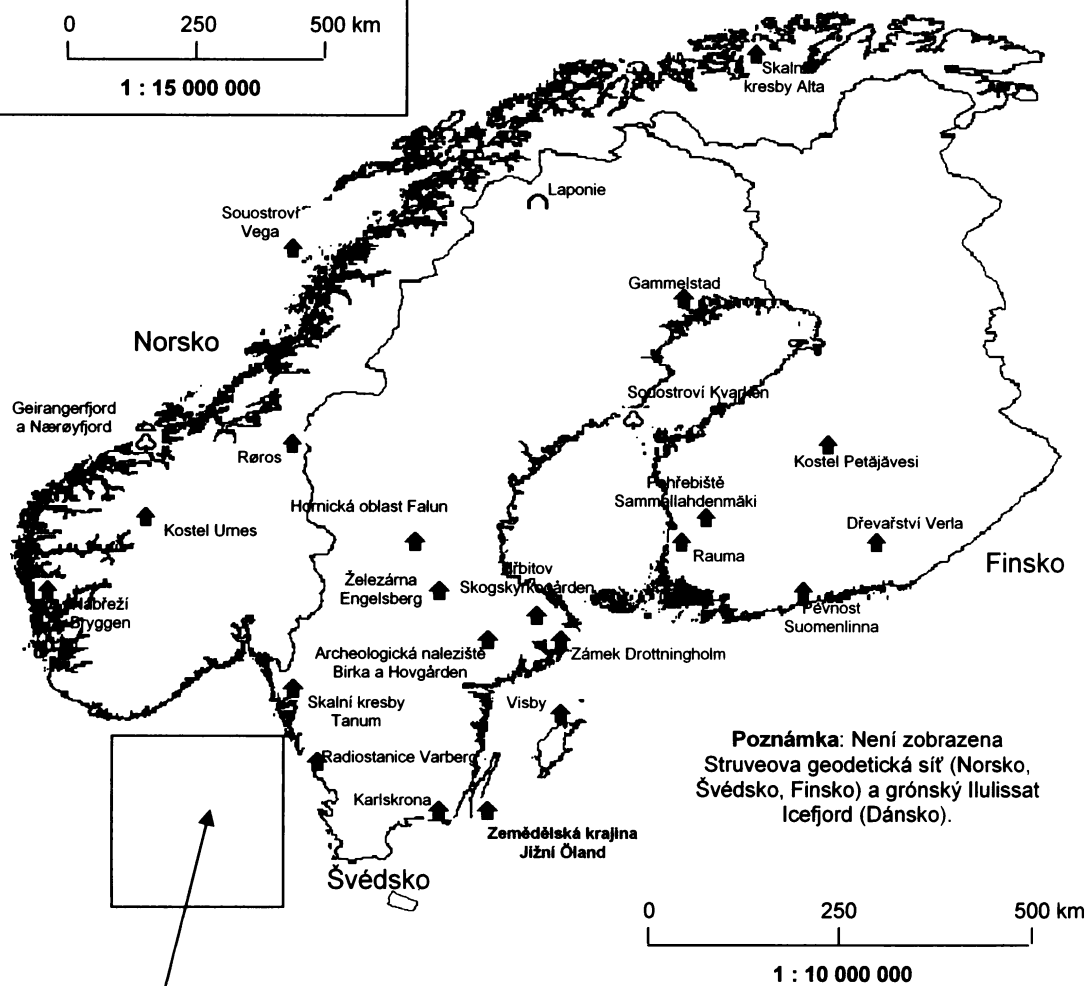 0 250 500 km
1 : 15 000 000
Skalní
kresby Alta
Laponie
Souostroví
Vega
Gammelstad
Norsko
Souostroví Kvarken
Geirangerfjord
a Nærøyfjord
Røros
Kostel Petäjävesi
Pohřebiště
Sammallahdenmäki
Hornická oblast Falun
Kostel Urnes
Dřevařství Verla
Rauma
Finsko
Hřbitov
Skogskyrkogården
Železárna
Engelsberg
Nábřeží
Bryggen
Pevnost
Suomenlinna
Archeologická naleziště
Birka a Hovgården
Zámek Drottningholm
Skalní kresby
Tanum
Visby
Radiostanice Varberg
Poznámka: Není zobrazena
Struveova geodetická síť (Norsko,
Švédsko, Finsko) a grónský Ilulissat
Icefjord (Dánsko).
Karlskrona
Zemědělská krajina
Jižní Öland
Švédsko
0 250 500 km
1 : 10 000 000